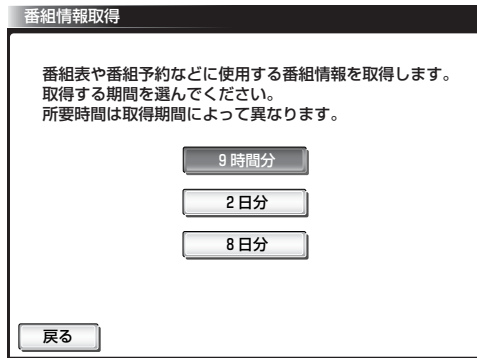 番組情報取得
番組表や番組予約などに使用する番組情報を取得します。
取得する期間を選んでください。
所要時間は取得期間によって異なります。
9時間分
2日分
8日分
戻る